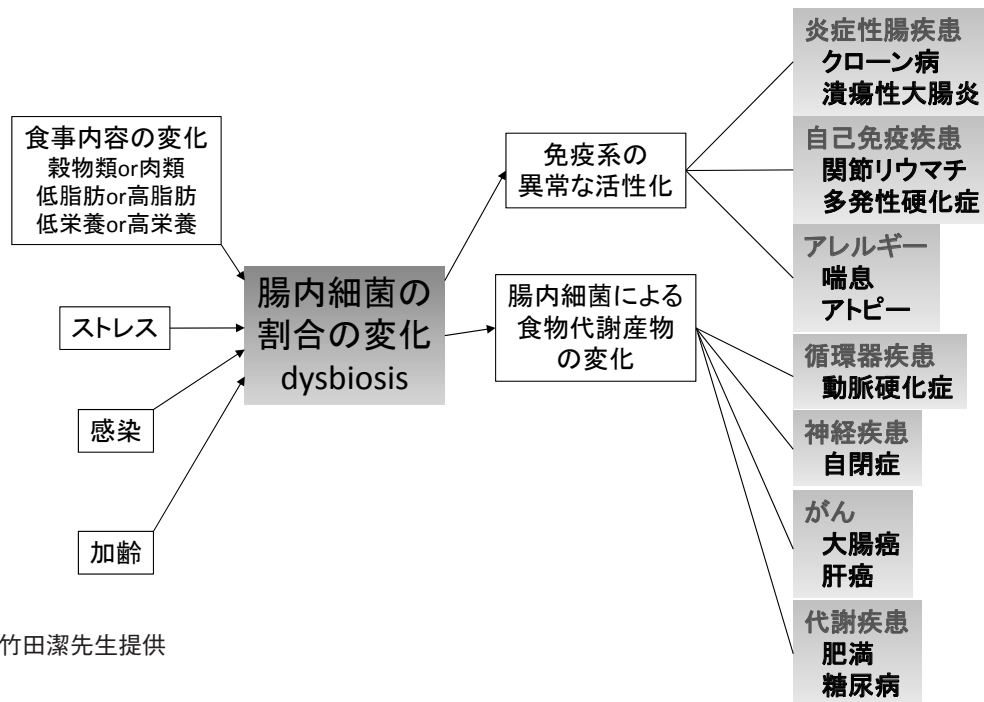 食事内容の変化
穀物類or肉類
低脂肪or高脂肪
低栄養or高栄養
ストレス
感染
加齢
腸内細菌の
割合の変化
dysbiosis
免疫系の
異常な活性化
腸内細菌による
食物代謝産物
の変化
炎症性腸疾患
クローン病
潰瘍性大腸炎
自己免疫疾患
関節リウマチ
多発性硬化症
アレルギー
喘息
アトピー
循環器疾患
動脈硬化症
神経疾患
自閉症
がん
大腸癌
肝癌
代謝疾患
肥満
糖尿病
竹田潔先生提供